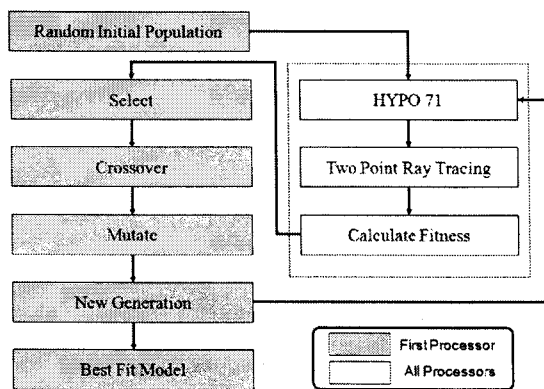 Random Initial Population
Select
Crossover
Mutate
New Generation
Best Fit Model
HYPO 71
Two Point Ray Tracing
Calculate Fitness
First Processor
All Processors